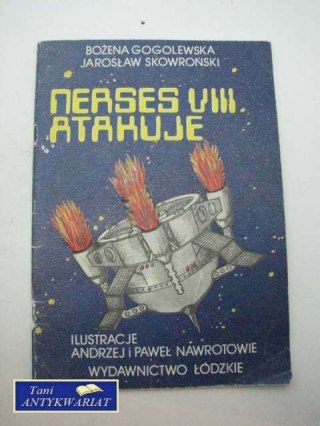 BOŻENA GOGOLEWSKA
JAROSŁAW SKOWROŃSKI
NERSES VIII
ATAKUJE
ILUSTRACJE
ANDRZEJ i PAWEŁ NAWROTOWIE
WYDAWNICTWO ŁÓDZKIE
Tani
ANTYKWARIAT